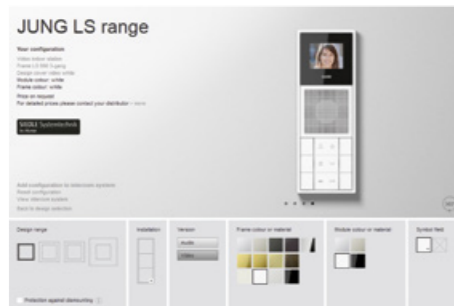 JUNG LS range
Your configuration
Video indoor station
Frame LS 990 3-gang
Design cover video white
Module colour: white
Frame colour: white
Price on request
For detailed prices please contact your distributor
SIEDLE Systemtechnik
Add configuration to intercom system
Reset configuration
View intercom system
Back to design selection
Design range
Installation
Version
Frame colour or material
Module colour or material
Symbol field
Audio
Video
Protection against dismounting